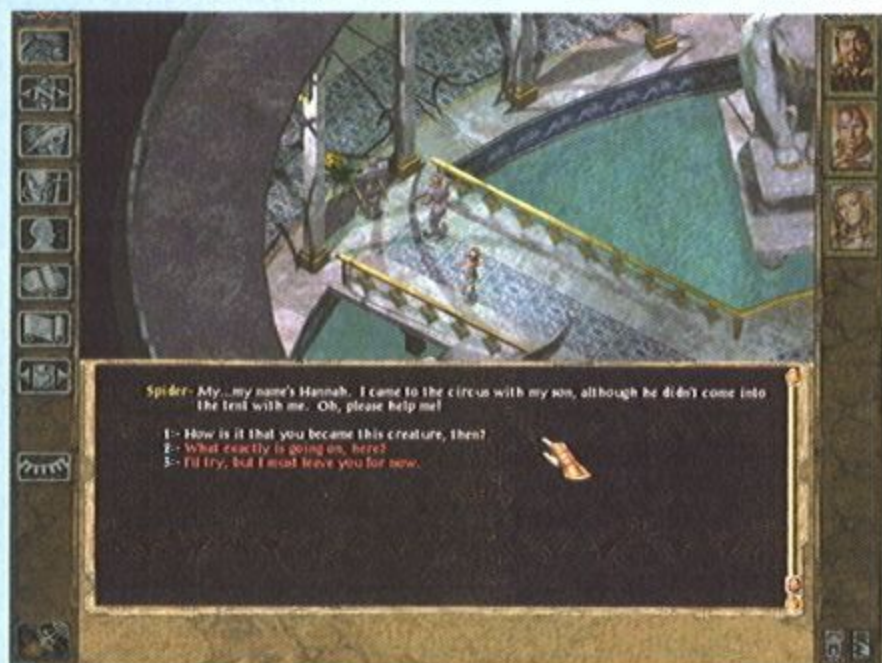 Spider- My...my name's Hannah. I came to the circus with my son, although he didn't come into
the tent with me. Oh, please help me!
1:- How is it that you became this creature, then?
2:- What exactly is going on, here?
3:- I'll try, but I must leave you for now.